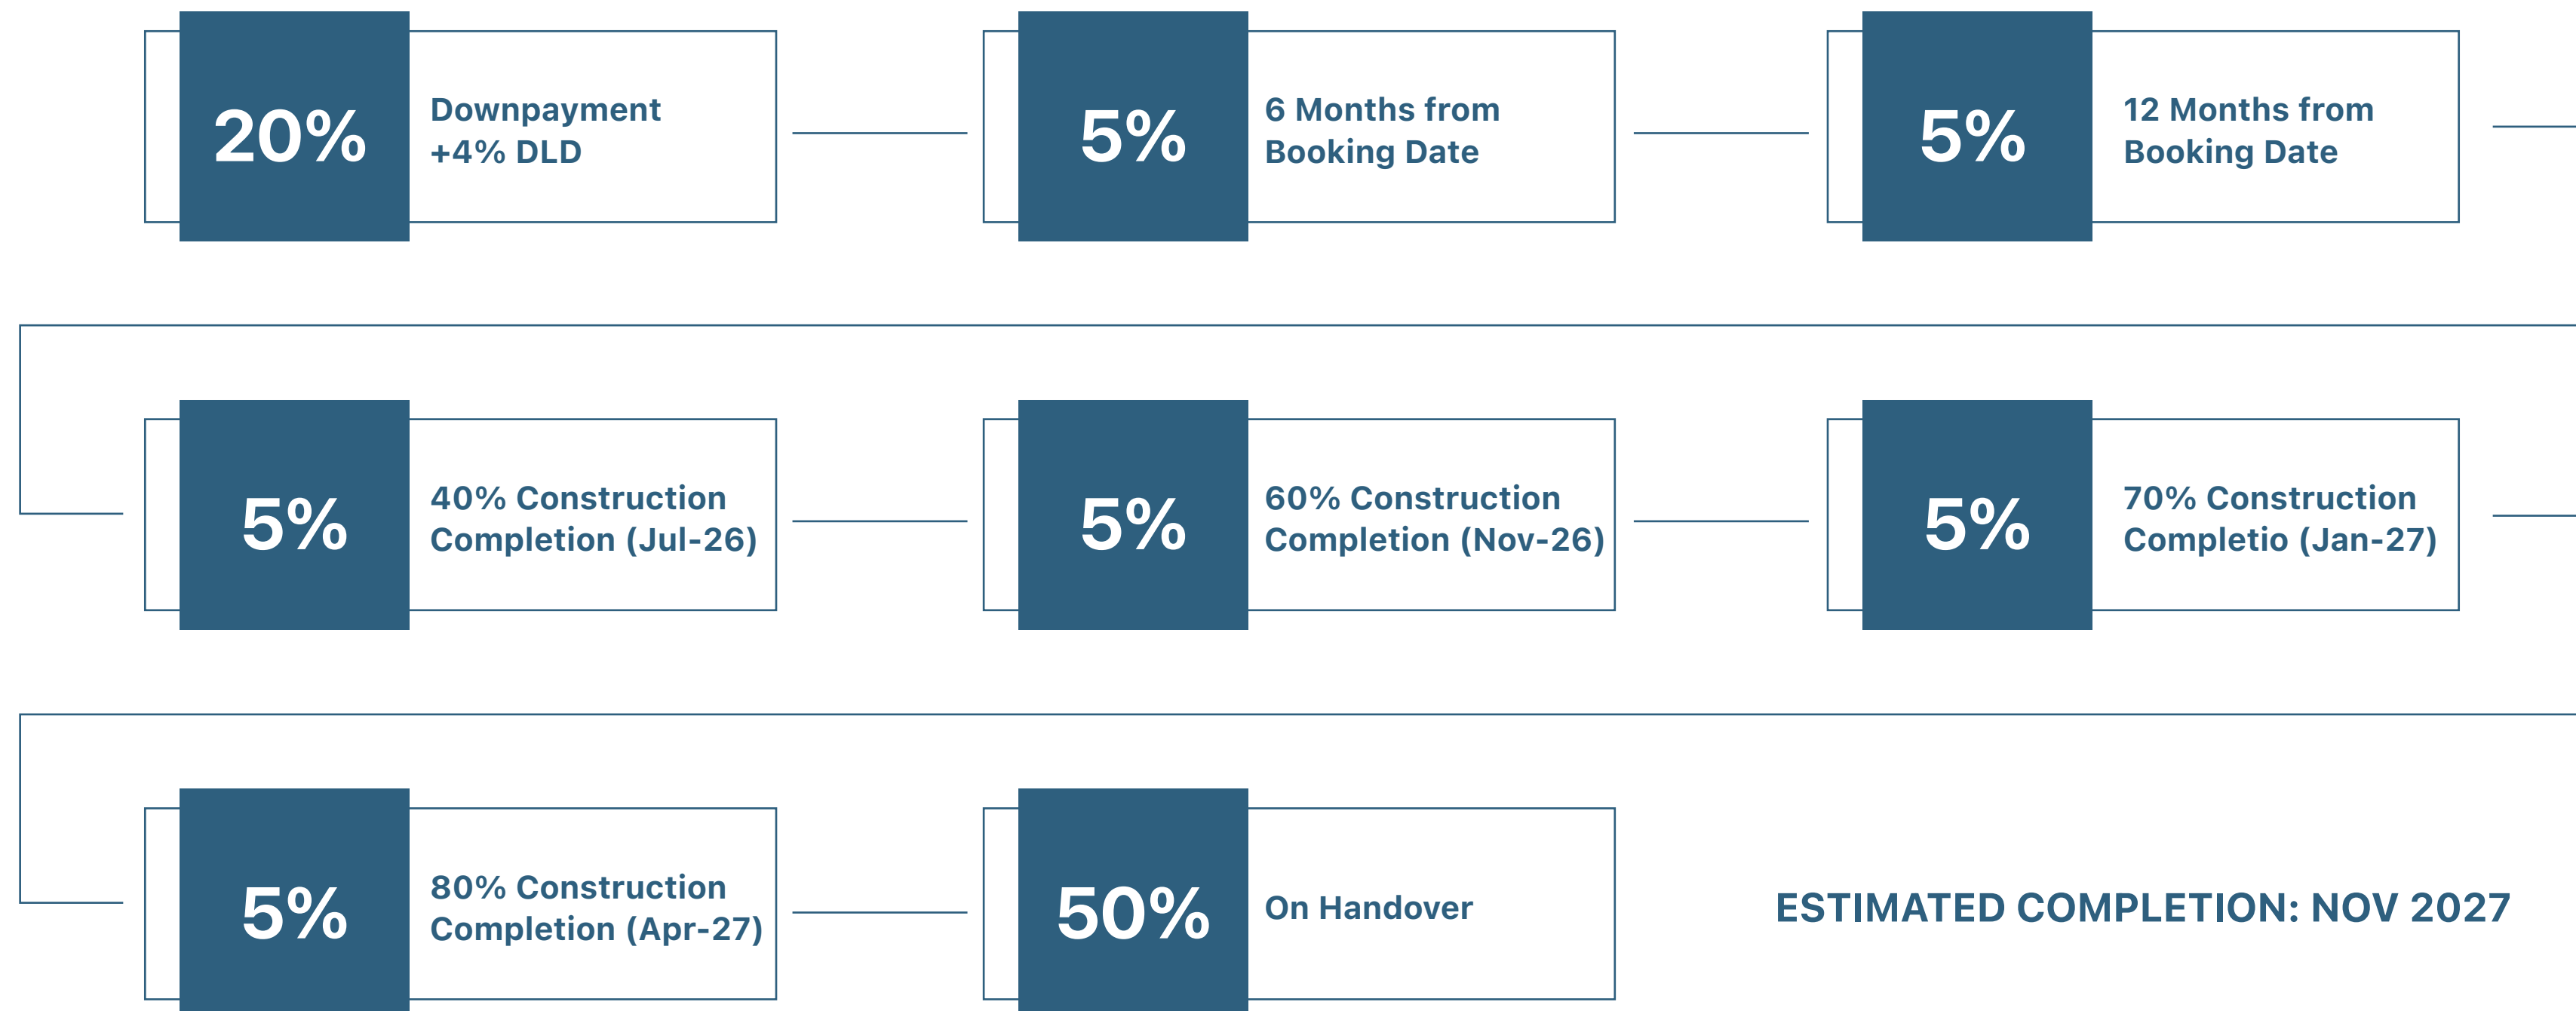 20%
Downpayment
+4% DLD
5%
6 Months from
Booking Date
5%
12 Months from
Booking Date
5%
40% Construction
Completion (Jul-26)
5%
60% Construction
Completion (Nov-26)
5%
70% Construction
Completio (Jan-27)
5%
80% Construction
Completion (Apr-27)
50%
On Handover
ESTIMATED COMPLETION: NOV 2027